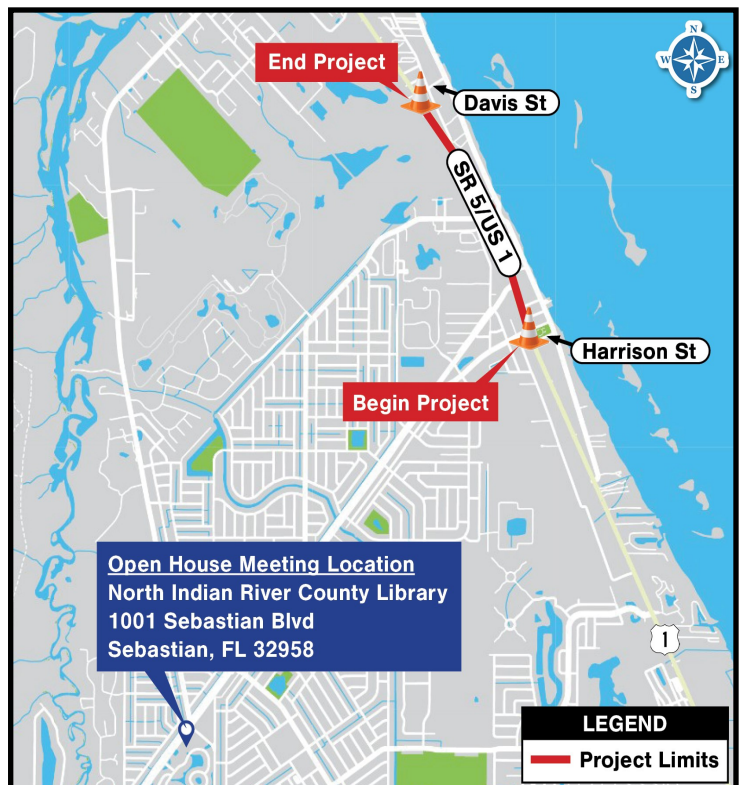 End Project
N
W
E
S
Davis St
SR 5/US 1
Harrison St
Begin Project
Open House Meeting Location
North Indian River County Library
1001 Sebastian Blvd
Sebastian, FL 32958
1
LEGEND
Project Limits